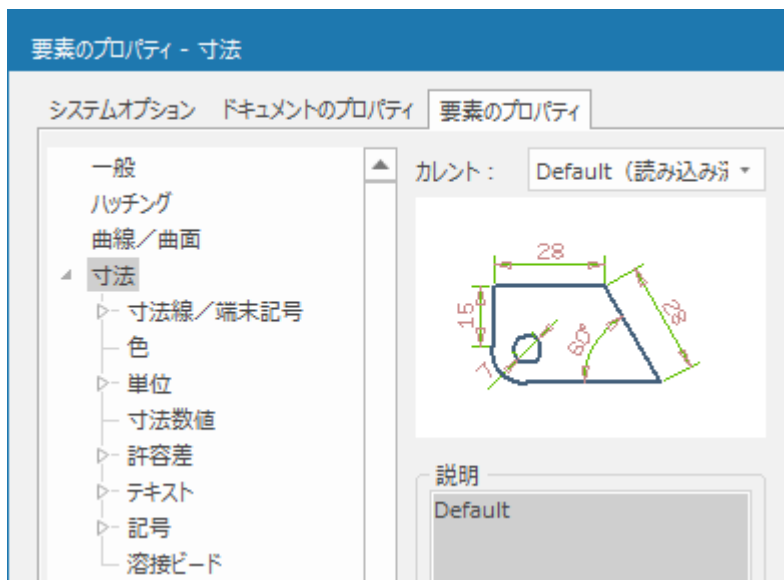 要素のプロパティ - 寸法
システムオプション ドキュメントのプロパティ 要素のプロパティ
一般
ハッチング
曲線／曲面
寸法
寸法線／端末記号
色
単位
寸法数値
許容差
テキスト
記号
溶接ビード
カレント： Default（読み込み
28
15
28
60°
7
説明
Default